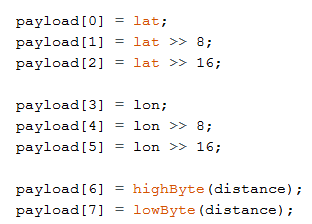 payload[0] = lat;
payload[1] = lat >> 8;
payload[2] = lat >> 16;
payload[3] = lon;
payload[4] = lon >> 8;
payload[5] = lon >> 16;
payload[6] = highByte(distance);
payload[7] = lowByte(distance);